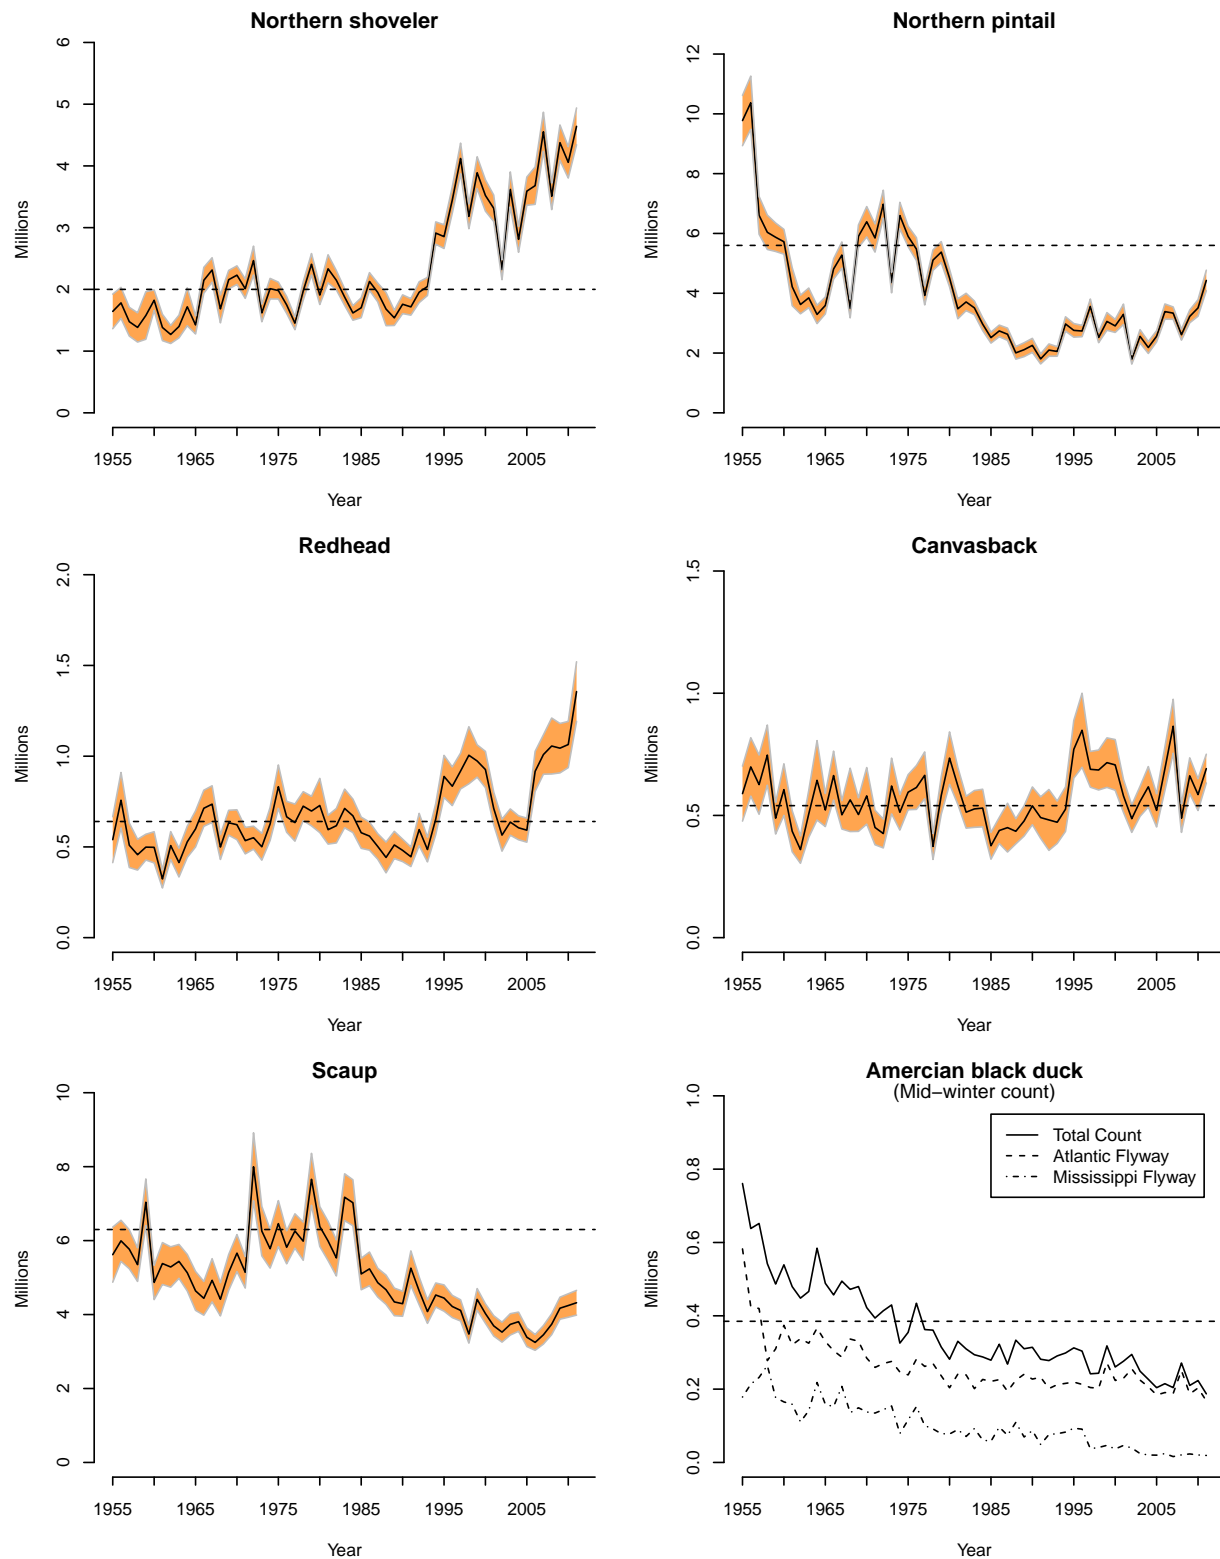 Northern shoveler
Millions
0 1 2 3 4 5 6
1955 1965 1975 1985 1995 2005
Year
Northern pintail
Millions
0 2 4 6 8 10 12
1955 1965 1975 1985 1995 2005
Year
Redhead
Millions
0.0 0.5 1.0 1.5 2.0
1955 1965 1975 1985 1995 2005
Year
Canvasback
Millions
0.0 0.5 1.0 1.5
1955 1965 1975 1985 1995 2005
Year
Scaup
Millions
0 2 4 6 8 10
1955 1965 1975 1985 1995 2005
Year
Amercian black duck
(Mid−winter count)
Total Count
Atlantic Flyway
Mississippi Flyway
Millions
0.0 0.2 0.4 0.6 0.8 1.0
1955 1965 1975 1985 1995 2005
Year